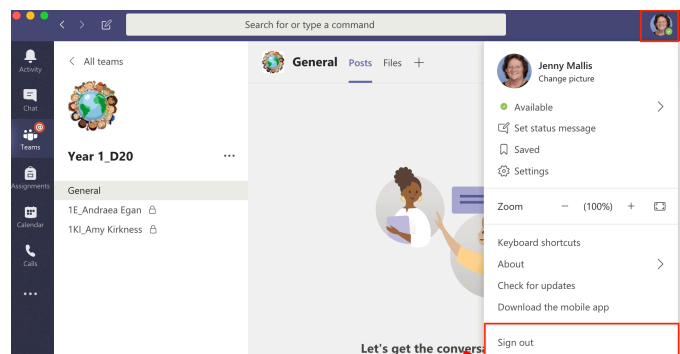 Search for or type a command
Activity
Chat
@
Teams
Assignments
Calendar
Calls
All teams
Year 1_D20
General
1E_Andraea Egan
1KI_Amy Kirkness
General Posts Files
Let's get the conversa
Jenny Mallis
Change picture
Available
Set status message
Saved
Settings
Zoom − (100%) +
Keyboard shortcuts
About
Check for updates
Download the mobile app
Sign out